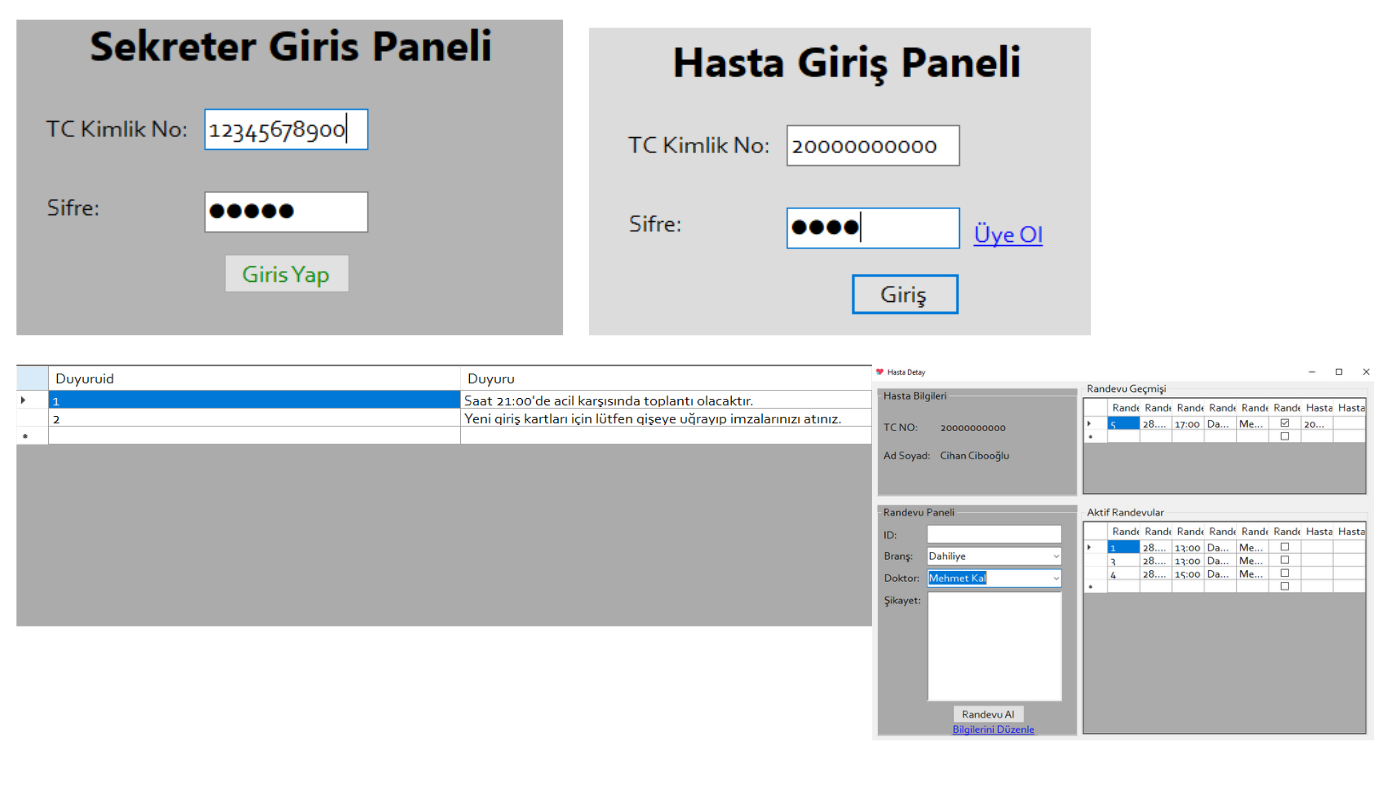 Sekreter Giris Paneli
TC Kimlik No: 12345678900
Sifre: ●●●●●
Giris Yap
Hasta Giriş Paneli
TC Kimlik No: 20000000000
Sifre: ●●●●
Üye Ol
Giriş
Duyuruid Duyuru
1 Saat 21:00'de acil karşısında toplantı olacaktır.
2 Yeni giriş kartları için lütfen gişeye uğrayıp imzalarınızı atınız.
Hasta Detay
Hasta Bilgileri
TC NO: 20000000000
Ad Soyad: Cihan Cibooğlu
Randevu Geçmişi
Rande Rande Rande Rande Rande Rande Hasta Hasta
5 28.... 17:00 Da... Me... 20...
Randevu Paneli
ID:
Branş: Dahiliye
Doktor: Mehmet Kal
Şikayet:
Randevu Al
Bilgilerini Düzenle
Aktif Randevular
Rande Rande Rande Rande Rande Rande Hasta Hasta
1 28.... 13:00 Da... Me...
3 28.... 13:00 Da... Me...
4 28.... 15:00 Da... Me...